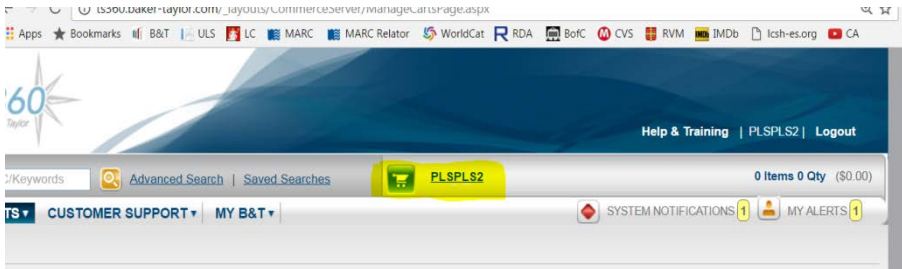 ts360.baker-taylor.com/_layouts/CommerceServer/ManageCartsPage.aspx
Apps Bookmarks B&T ULS LC MARC MARC Relator WorldCat RDA BofC CVS RVM IMDb lcsh-es.org CA
360
Taylor
Help & Training | PLSPLS2 | Logout
C/Keywords Advanced Search | Saved Searches PLSPLS2 0 Items 0 Qty ($0.00)
TS CUSTOMER SUPPORT MY B&T SYSTEM NOTIFICATIONS 1 MY ALERTS 1